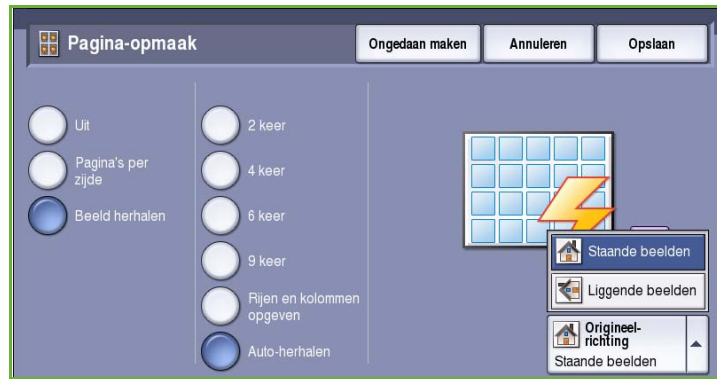 Pagina-opmaak
Ongedaan maken
Annuleren
Opslaan
Uit
Pagina's per
zijde
Beeld herhalen
2 keer
4 keer
6 keer
9 keer
Rijen en kolommen
opgeven
Auto-herhalen
Staande beelden
Liggende beelden
Origineel-
richting
Staande beelden